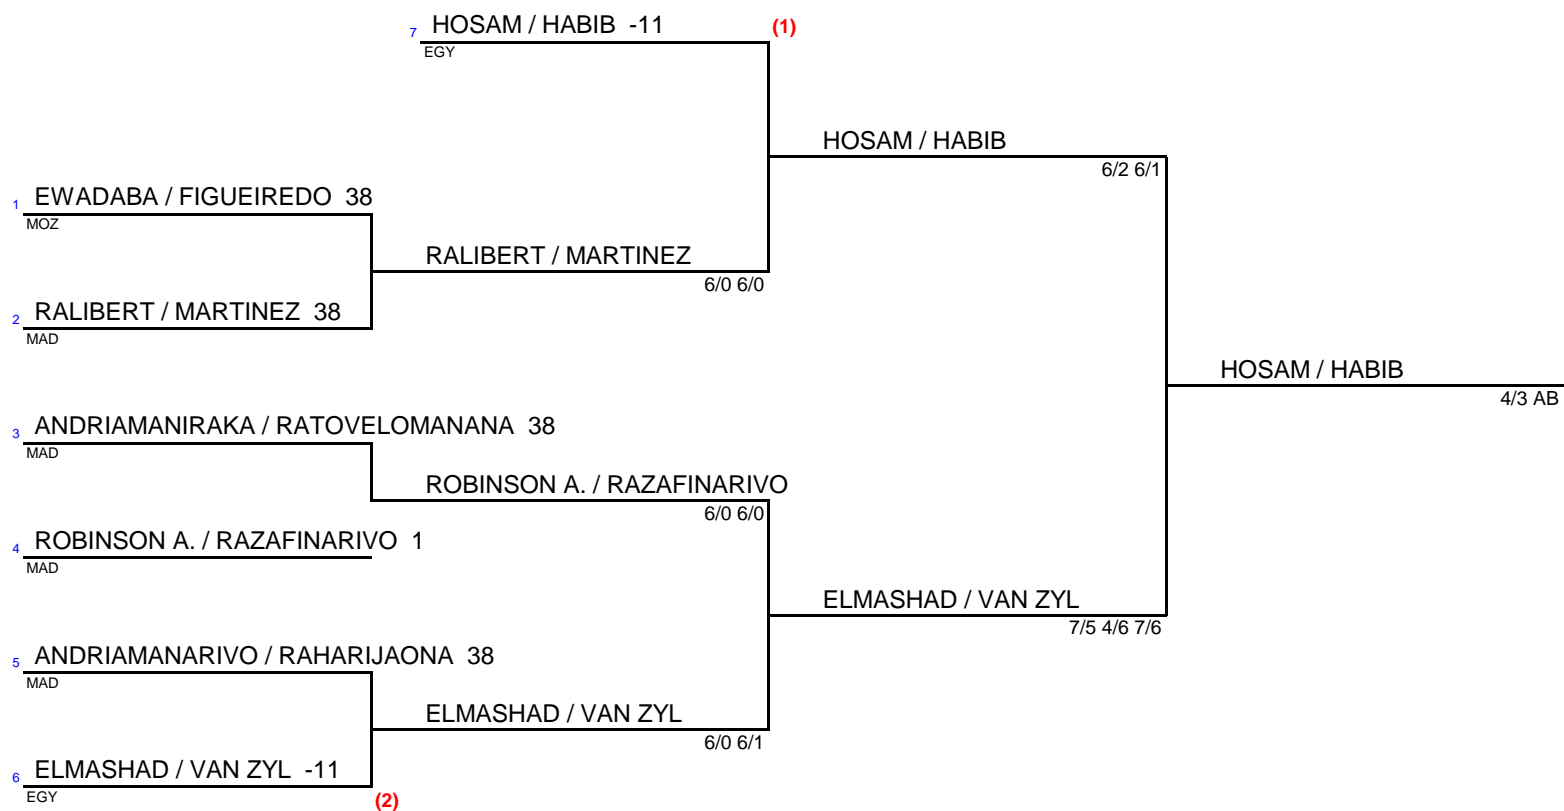 7 HOSAM / HABIB -11 (1)
EGY
HOSAM / HABIB
6/2 6/1
1 EWADABA / FIGUEIREDO 38
MOZ
RALIBERT / MARTINEZ
6/0 6/0
2 RALIBERT / MARTINEZ 38
MAD
HOSAM / HABIB
4/3 AB
3 ANDRIAMANIRAKA / RATOVELOMANANA 38
MAD
ROBINSON A. / RAZAFINARIVO
6/0 6/0
4 ROBINSON A. / RAZAFINARIVO 1
MAD
ELMASHAD / VAN ZYL
7/5 4/6 7/6
5 ANDRIAMANARIVO / RAHARIJAONA 38
MAD
ELMASHAD / VAN ZYL
6/0 6/1
6 ELMASHAD / VAN ZYL -11
EGY
(2)